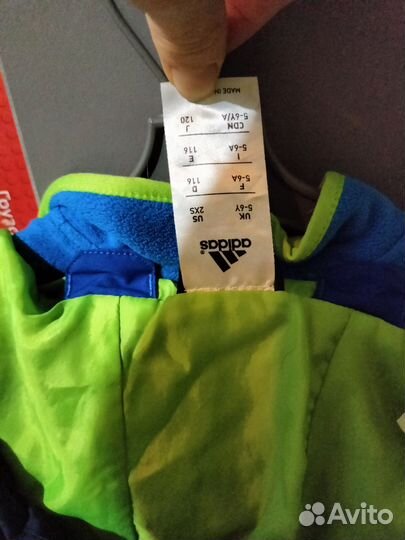 adidas
®
UK US
5-6Y 2XS
F D
5-6A 116
I E
5-6A 116
CDN J
5-6Y/A 120
MADE IN
Avito